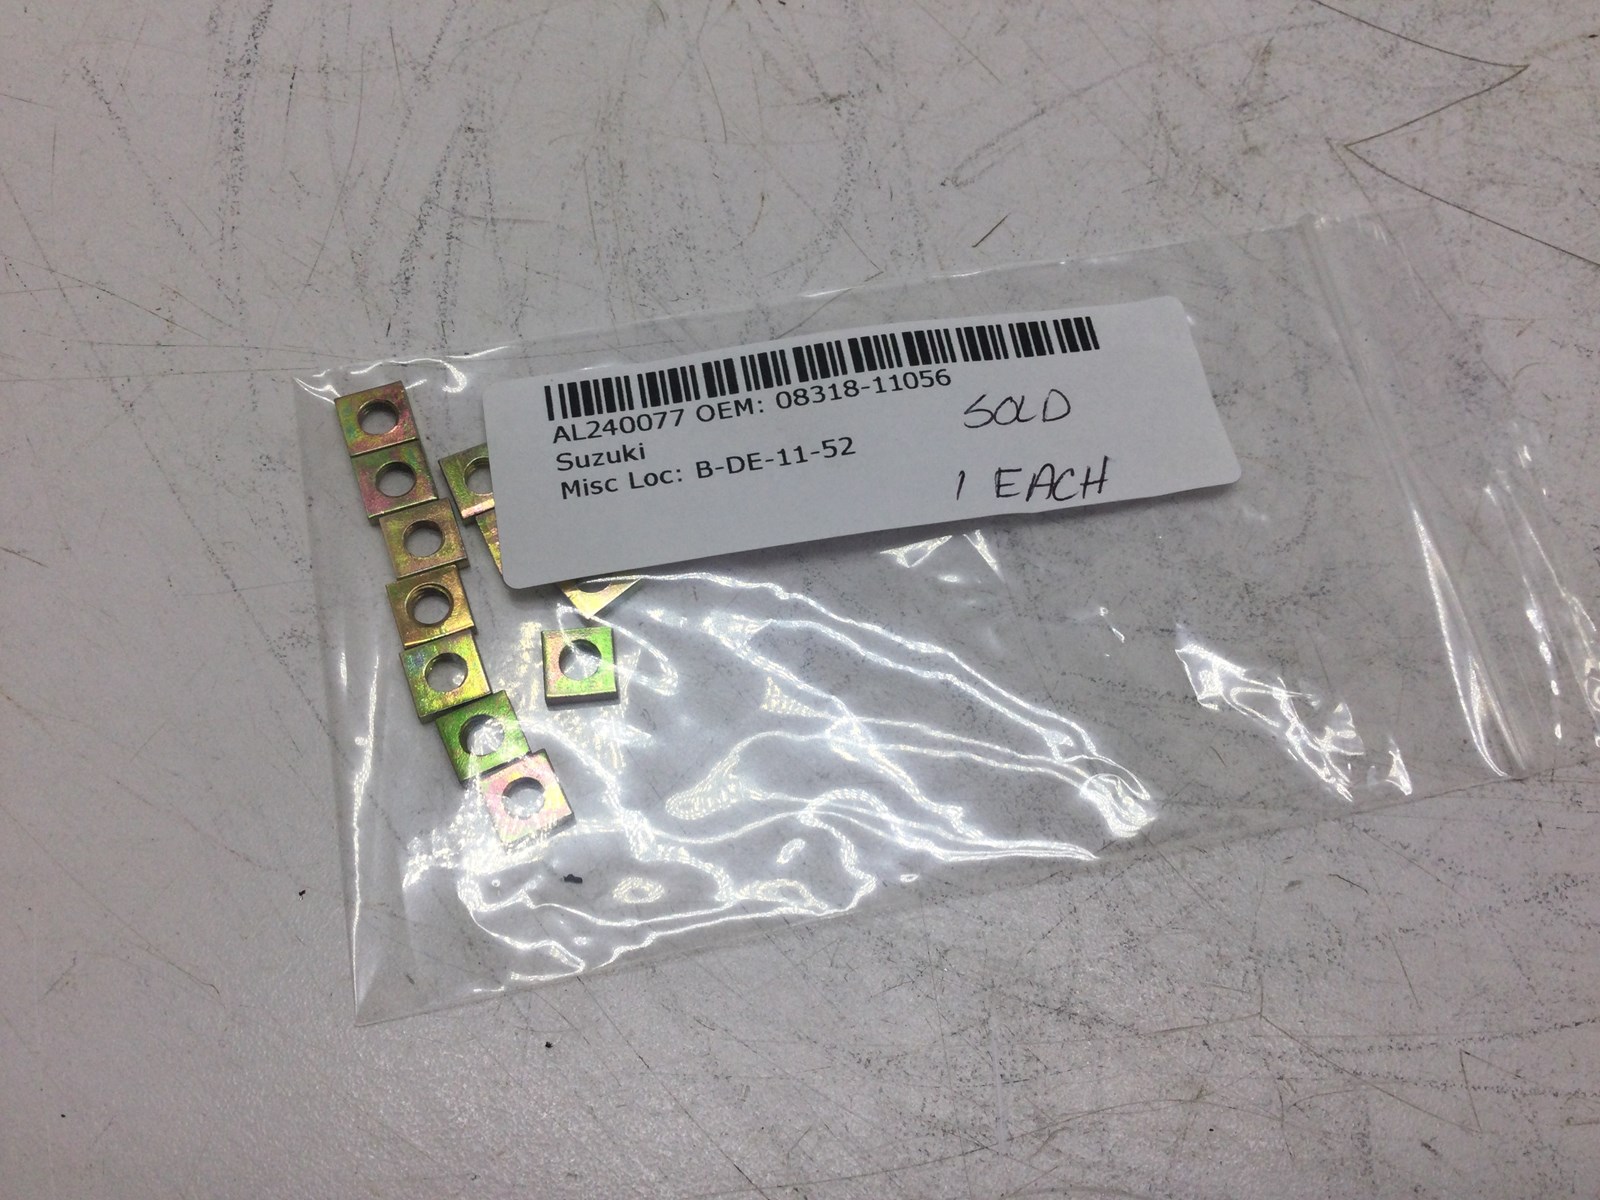 AL240077 OEM: 08318-11056
Suzuki
Misc Loc: B-DE-11-52
SOLD
1 EACH